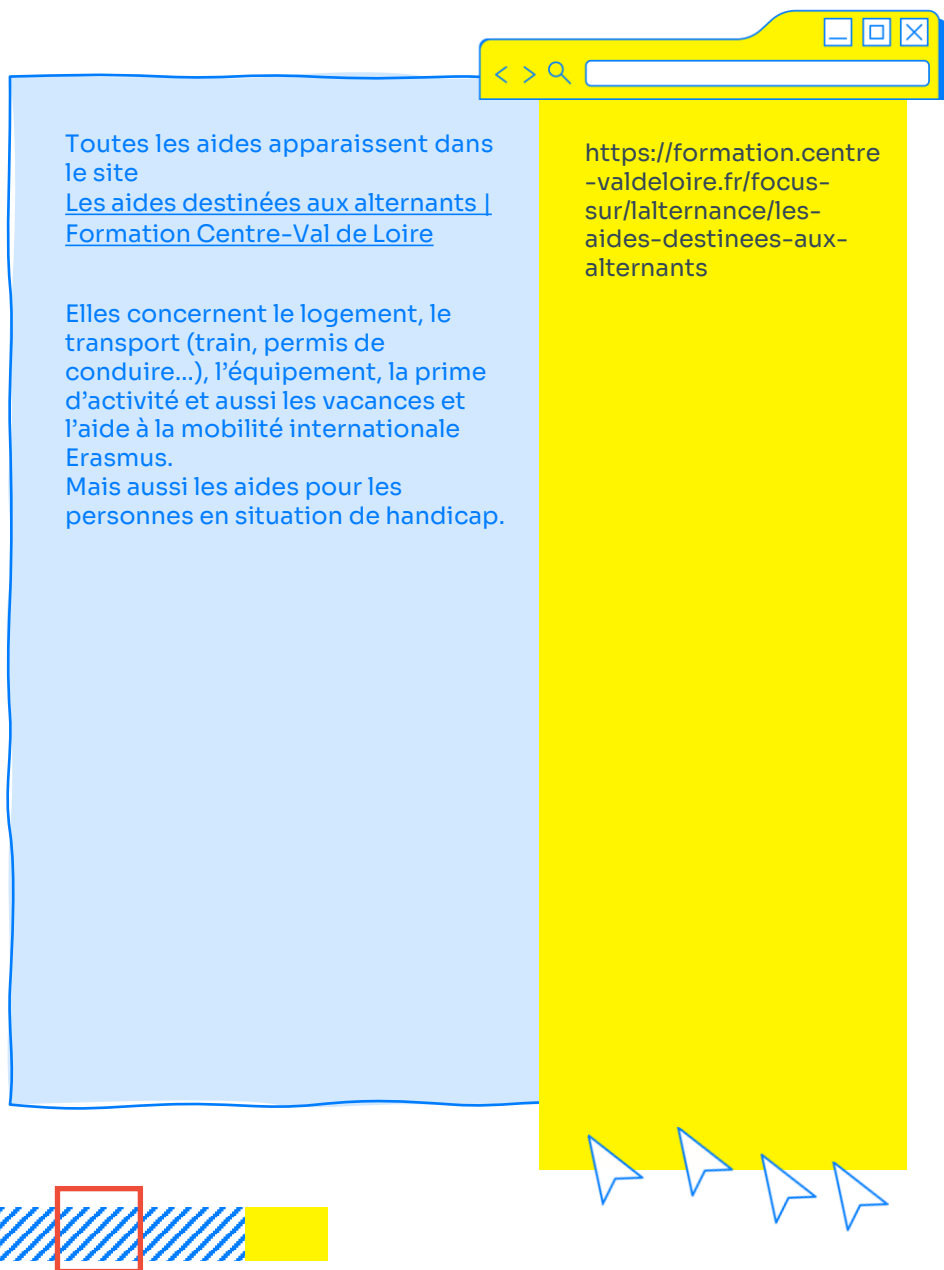 Toutes les aides apparaissent dans
le site
Les aides destinées aux alternants |
Formation Centre-Val de Loire
Elles concernent le logement, le
transport (train, permis de
conduire...), l’équipement, la prime
d’activité et aussi les vacances et
l’aide à la mobilité internationale
Erasmus.
Mais aussi les aides pour les
personnes en situation de handicap.
https://formation.centre
-valdeloire.fr/focus-
sur/lalternance/les-
aides-destinees-aux-
alternants